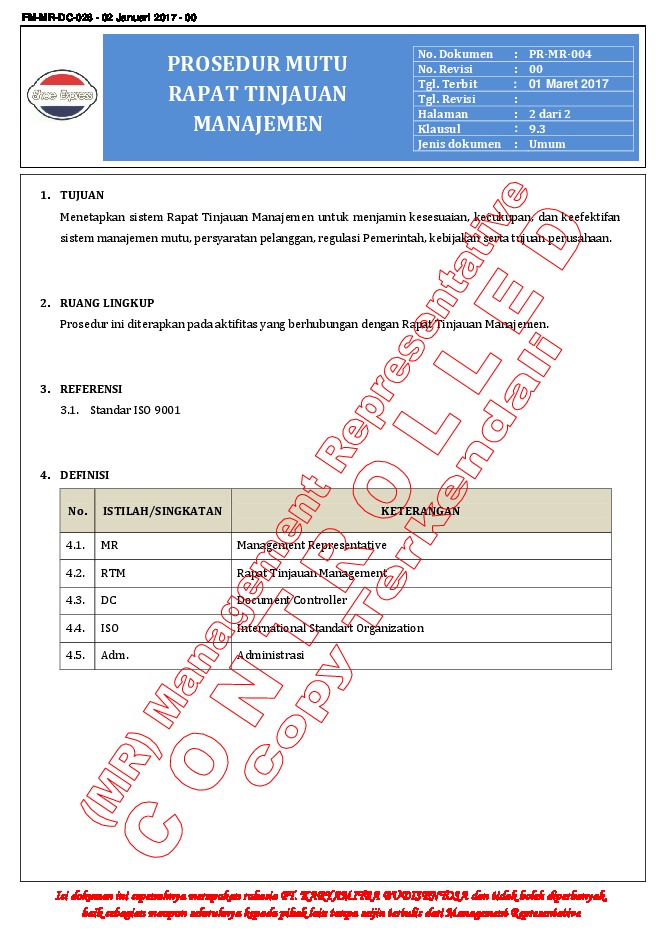 FM-MR-DC-026 - 02 Januari 2017 - 00
Shoe Express
PROSEDUR MUTU
RAPAT TINJAUAN
MANAJEMEN
No. Dokumen : PR-MR-004
No. Revisi : 00
Tgl. Terbit : 01 Maret 2017
Tgl. Revisi :
Halaman : 2 dari 2
Klausul : 9.3
Jenis dokumen : Umum
1. TUJUAN
Menetapkan sistem Rapat Tinjauan Manajemen untuk menjamin kesesuaian, kecukupan, dan keefektifan
sistem manajemen mutu, persyaratan pelanggan, regulasi Pemerintah, kebijakan serta tujuan perusahaan.
2. RUANG LINGKUP
Prosedur ini diterapkan pada aktifitas yang berhubungan dengan Rapat Tinjauan Manajemen.
3. REFERENSI
3.1. Standar ISO 9001
4. DEFINISI
No. ISTILAH/SINGKATAN KETERANGAN
4.1. MR Management Representative
4.2. RTM Rapat Tinjauan Management
4.3. DC Document Controller
4.4. ISO International Standart Organization
4.5. Adm. Administrasi
(MR) Management Representative
CONTROLLED
Copy Terkendali
Isi dokumen ini sepenuhnya merupakan rahasia PT. KARYAMITRA BUDISENTOSA dan tidak boleh diperbanyak,
baik sebagian maupun seluruhnya kepada pihak lain tanpa seijin tertulis dari Management Representative